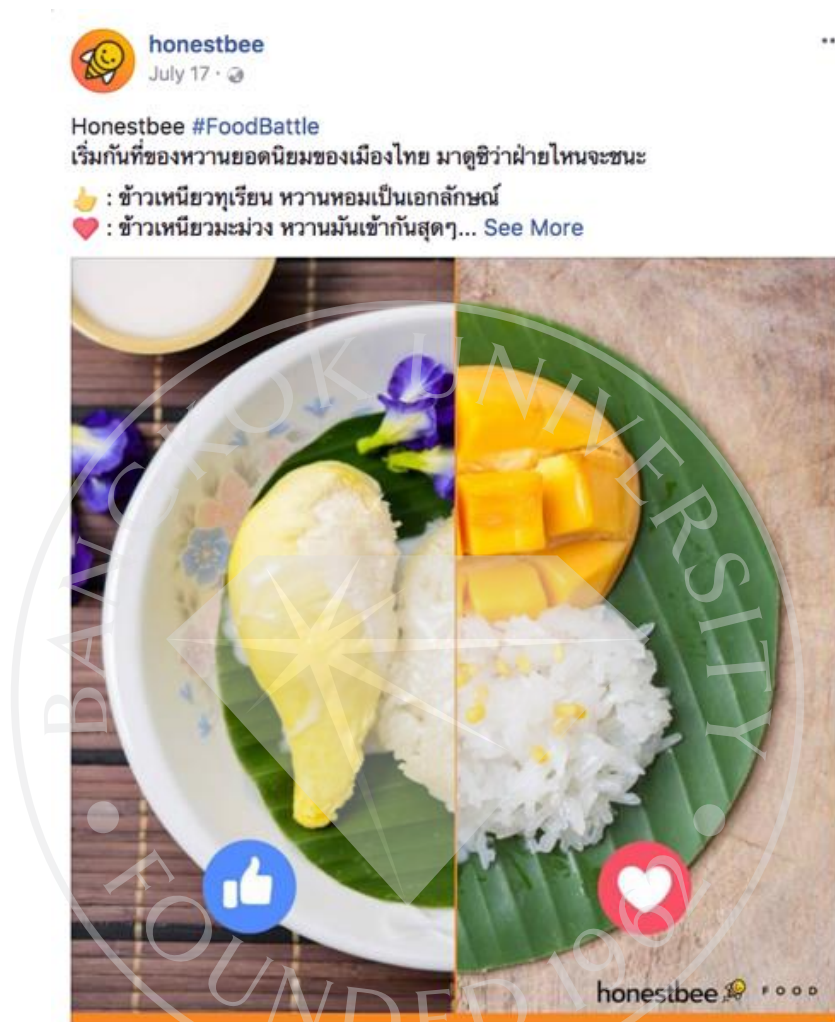 honestbee
July 17
Honestbee #FoodBattle
เริ่มกันที่ของหวานยอดนิยมของเมืองไทย มาดูซิว่าฝ่ายไหนจะชนะ
👍 : ข้าวเหนียวทุเรียน หวานหอมเป็นเอกลักษณ์
❤️ : ข้าวเหนียวมะม่วง หวานมันเข้ากันสุดๆ... See More
BANGKOK UNIVERSITY
FOUNDED 1962
honestbee FOOD